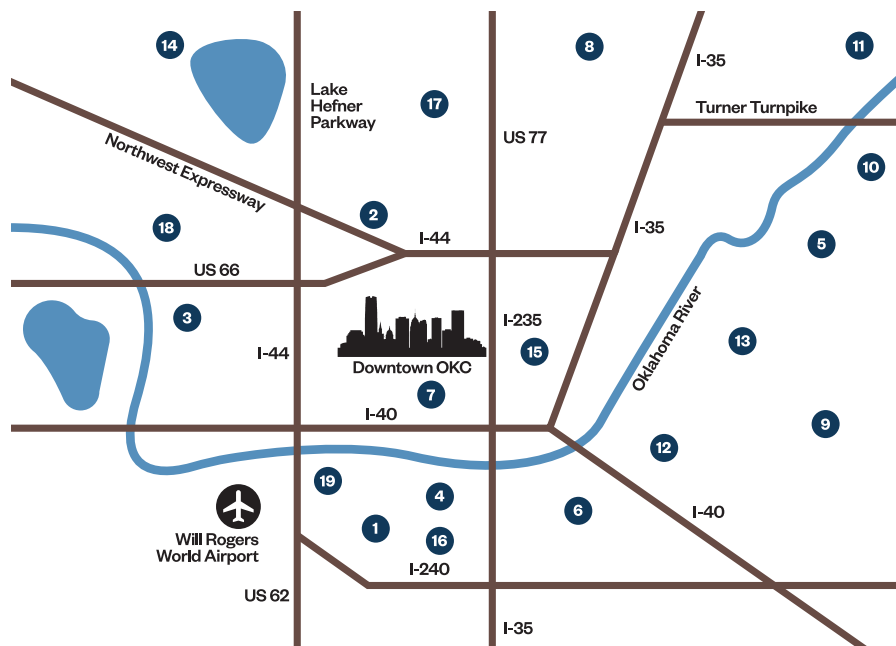 14
8
11
I-35
Lake
Hefner
Parkway
17
Turner Turnpike
US 77
Northwest Expressway
10
2
18
I-44
I-35
5
US 66
3
I-235
Oklahoma River
13
I-44
15
Downtown OKC
7
I-40
9
12
19
4
6
I-40
1
16
Will Rogers
World Airport
I-240
US 62
I-35